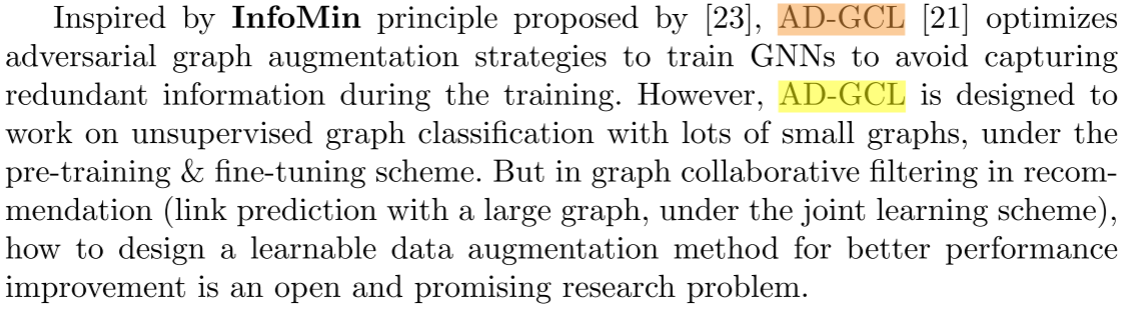 Inspired by InfoMin principle proposed by [23], AD-GCL [21] optimizes
adversarial graph augmentation strategies to train GNNs to avoid capturing
redundant information during the training. However, AD-GCL is designed to
work on unsupervised graph classification with lots of small graphs, under the
pre-training & fine-tuning scheme. But in graph collaborative filtering in recom-
mendation (link prediction with a large graph, under the joint learning scheme),
how to design a learnable data augmentation method for better performance
improvement is an open and promising research problem.